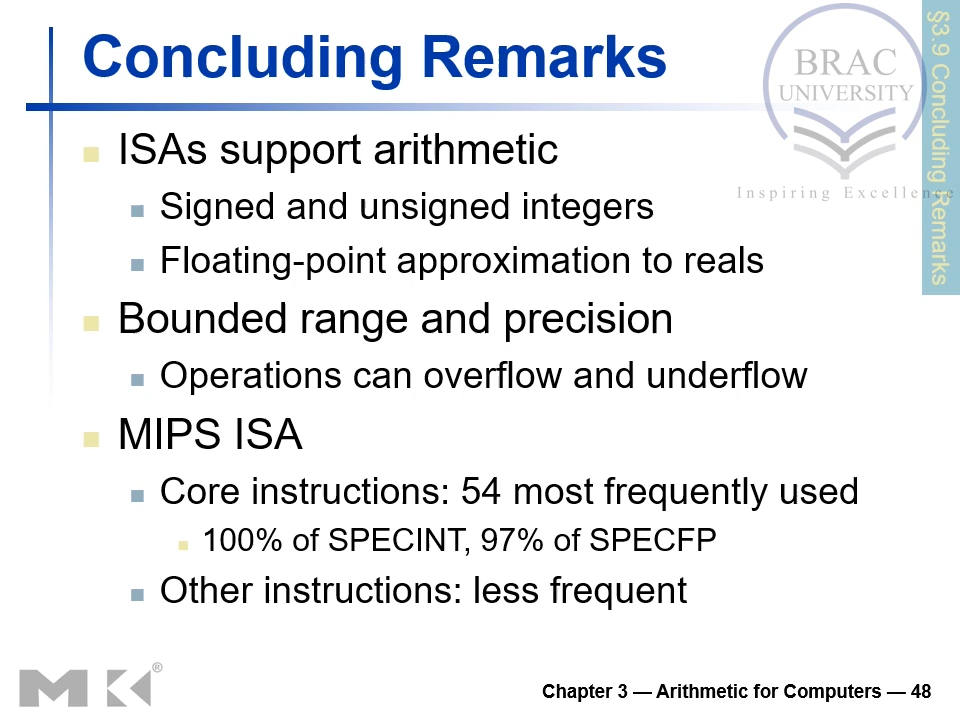 Concluding Remarks
BRAC
UNIVERSITY
Inspiring Excellence
§3.9 Concluding Remarks
ISAs support arithmetic
Signed and unsigned integers
Floating-point approximation to reals
Bounded range and precision
Operations can overflow and underflow
MIPS ISA
Core instructions: 54 most frequently used
100% of SPECINT, 97% of SPECFP
Other instructions: less frequent
MK®
Chapter 3 — Arithmetic for Computers — 48